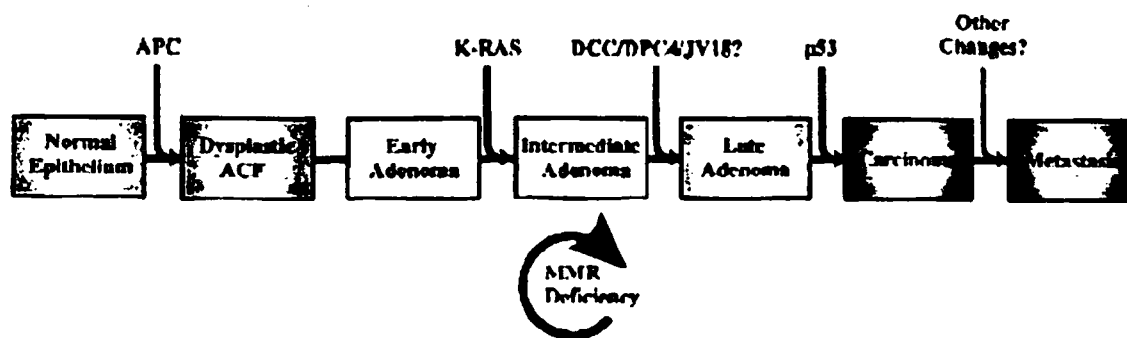 APC
K-RAS
DCC/DPC4/JV18?
p53
Other
Changes?
Normal
Epithelium
Dysplastic
ACF
Early
Adenoma
Intermediate
Adenoma
Late
Adenoma
Carcinoma
Metastasis
MMR
Deficiency